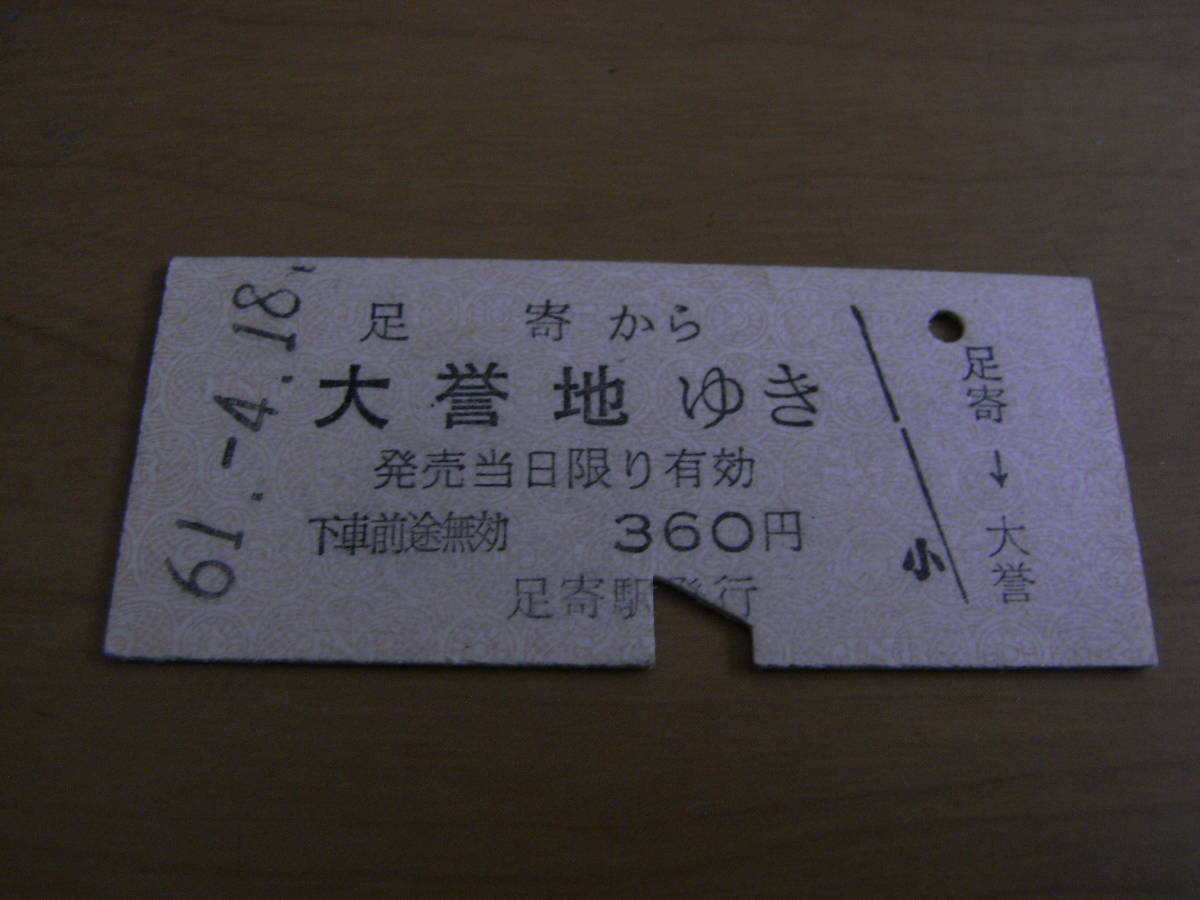 61.-4.18
足寄から
大誉地ゆき
発売当日限り有効
下車前途無効 360円
足寄駅発行
小
足寄→大誉